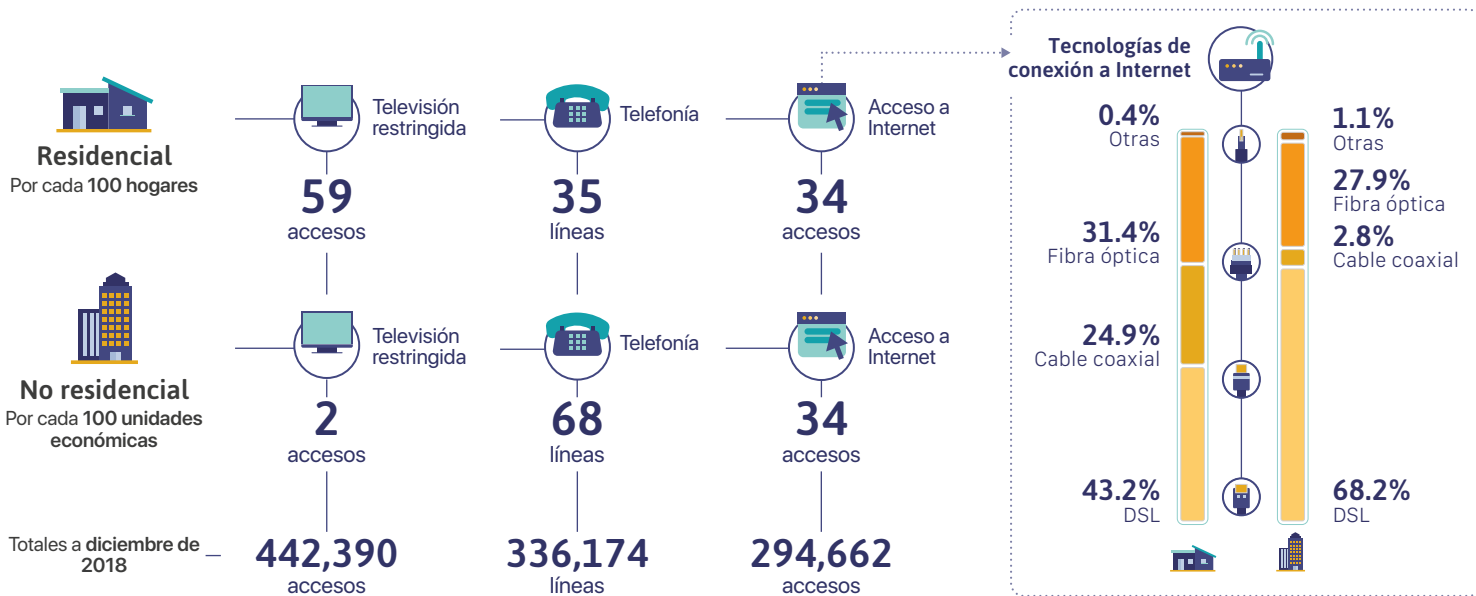 Residencial
Por cada 100 hogares
Televisión
restringida
59
accesos
Telefonía
35
líneas
Acceso a
Internet
34
accesos
No residencial
Por cada 100 unidades
económicas
Televisión
restringida
2
accesos
Telefonía
68
líneas
Acceso a
Internet
34
accesos
Totales a diciembre de
2018
442,390
accesos
336,174
líneas
294,662
accesos
Tecnologías de
conexión a Internet
0.4%
Otras
31.4%
Fibra óptica
24.9%
Cable coaxial
43.2%
DSL
1.1%
Otras
27.9%
Fibra óptica
2.8%
Cable coaxial
68.2%
DSL